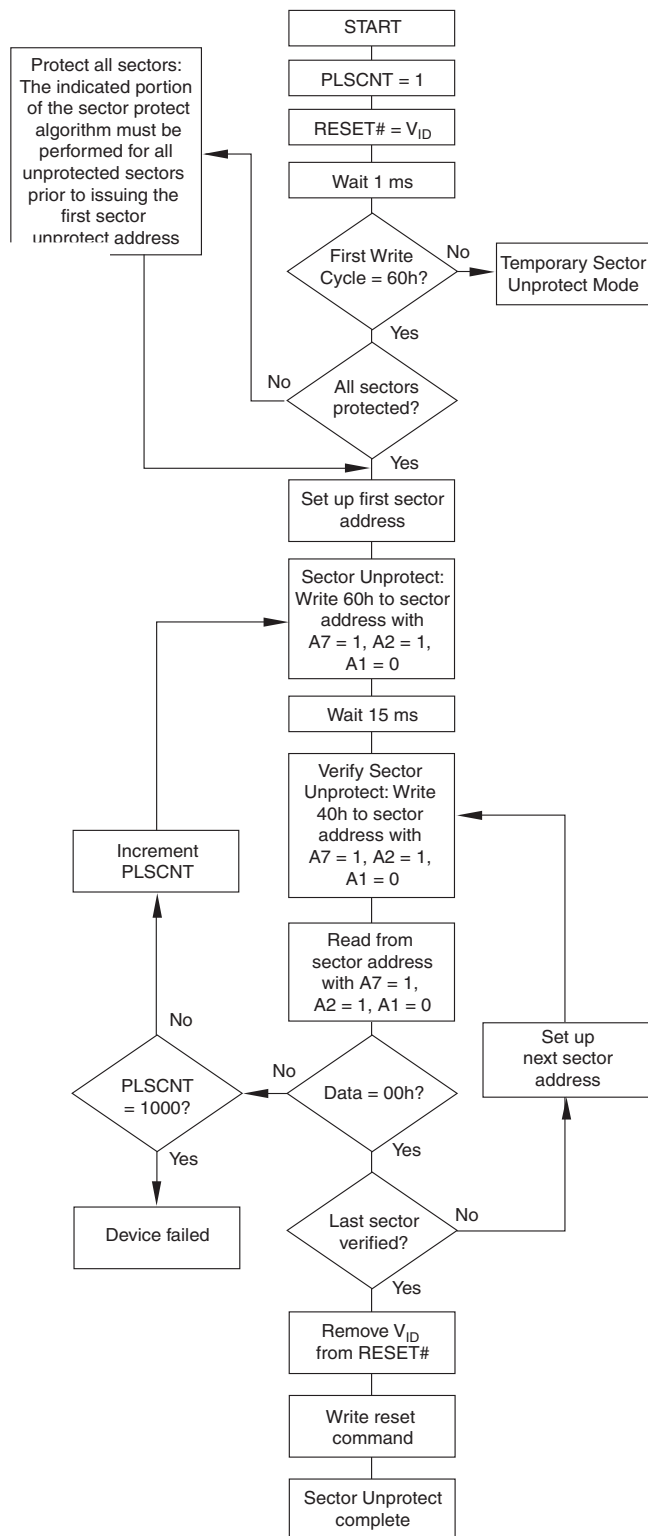 START
PLSCNT = 1
RESET# = VID
Wait 1 ms
Protect all sectors:
The indicated portion
of the sector protect
algorithm must be
performed for all
unprotected sectors
prior to issuing the
first sector
unprotect address
First Write
Cycle = 60h?
No
Temporary Sector
Unprotect Mode
Yes
No
All sectors
protected?
Yes
Set up first sector
address
Sector Unprotect:
Write 60h to sector
address with
A7 = 1, A2 = 1,
A1 = 0
Wait 15 ms
Verify Sector
Unprotect: Write
40h to sector
address with
A7 = 1, A2 = 1,
A1 = 0
Increment
PLSCNT
Read from
sector address
with A7 = 1,
A2 = 1, A1 = 0
No
Set up
next sector
address
No
PLSCNT
= 1000?
Data = 00h?
Yes
Yes
Device failed
Last sector
verified?
No
Yes
Remove VID
from RESET#
Write reset
command
Sector Unprotect
complete